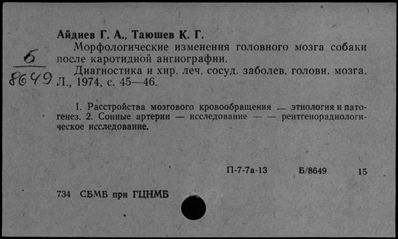 Айдиев Г. А., Таюшев К. Г.
Морфологические изменения головного мозга собаки
после каротидной ангиографии.
Диагностика и хир. леч. сосуд. заболев. головн. мозга.
Л., 1974, с. 45—46.
Б
8649
1. Расстройства мозгового кровообращения — этиология и пато-
генез. 2. Сонные артерии — исследование — — рентгенорадиологи-
ческое исследование.
П-7-7а-13 Б/8649 15
734 СБМБ при ГЦНМБ